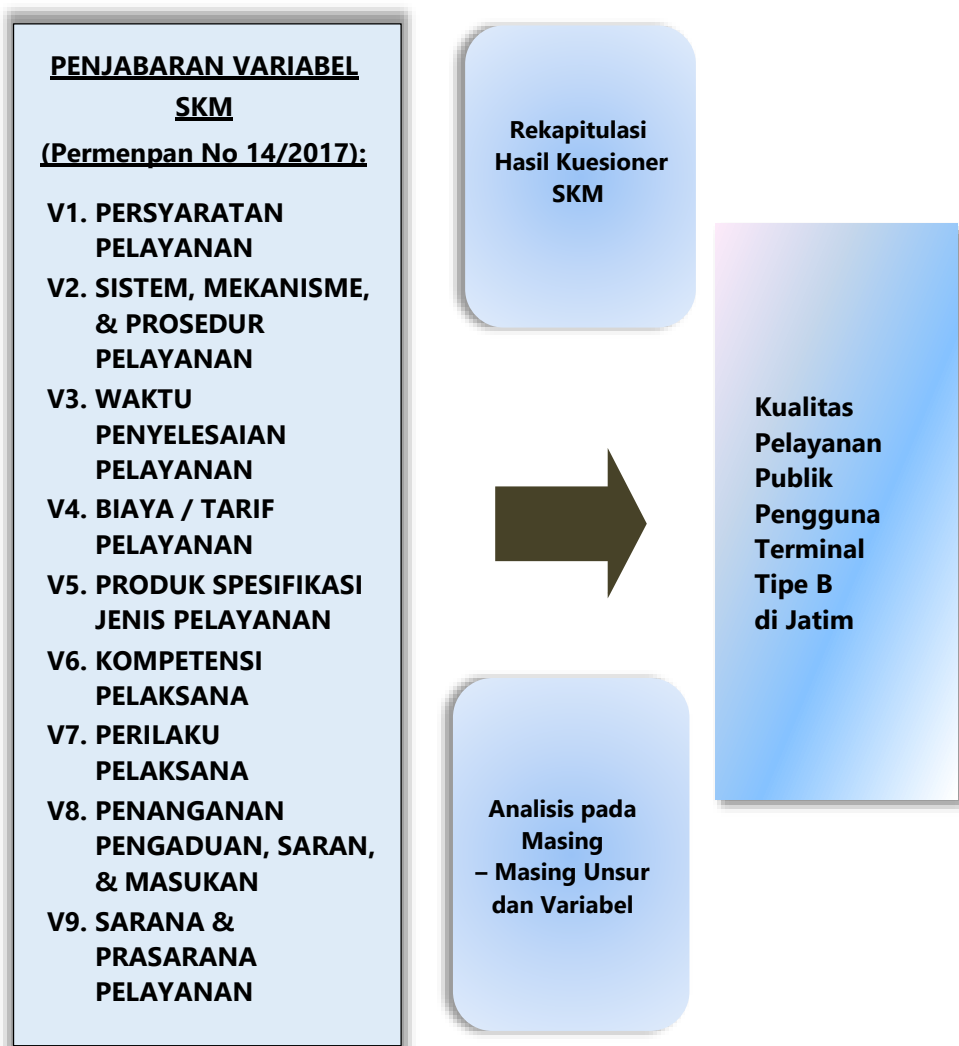 PENJABARAN VARIABEL
SKM
(Permenpan No 14/2017):
V1. PERSYARATAN
PELAYANAN
V2. SISTEM, MEKANISME,
& PROSEDUR
PELAYANAN
V3. WAKTU
PENYELESAIAN
PELAYANAN
V4. BIAYA / TARIF
PELAYANAN
V5. PRODUK SPESIFIKASI
JENIS PELAYANAN
V6. KOMPETENSI
PELAKSANA
V7. PERILAKU
PELAKSANA
V8. PENANGANAN
PENGADUAN, SARAN,
& MASUKAN
V9. SARANA &
PRASARANA
PELAYANAN
Rekapitulasi
Hasil Kuesioner
SKM
Analisis pada
Masing
– Masing Unsur
dan Variabel
Kualitas
Pelayanan
Publik
Pengguna
Terminal
Tipe B
di Jatim